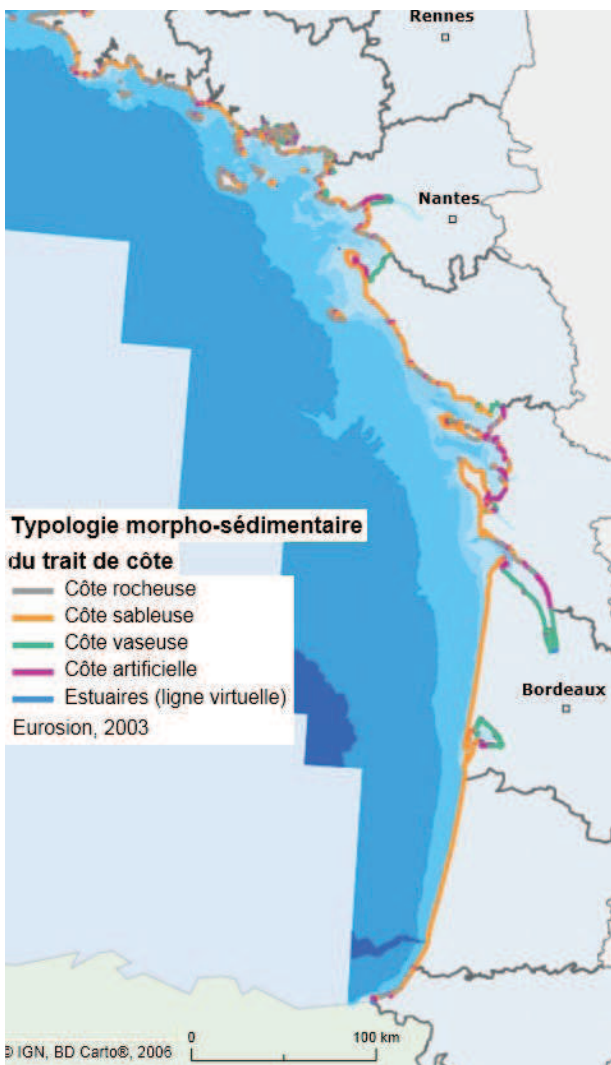 Rennes
Nantes
Typologie morpho-sédimentaire
du trait de côte
Côte rocheuse
Côte sableuse
Côte vaseuse
Côte artificielle
Estuaires (ligne virtuelle)
Eurosion, 2003
Bordeaux
0 100 km
© IGN, BD Carto®, 2006